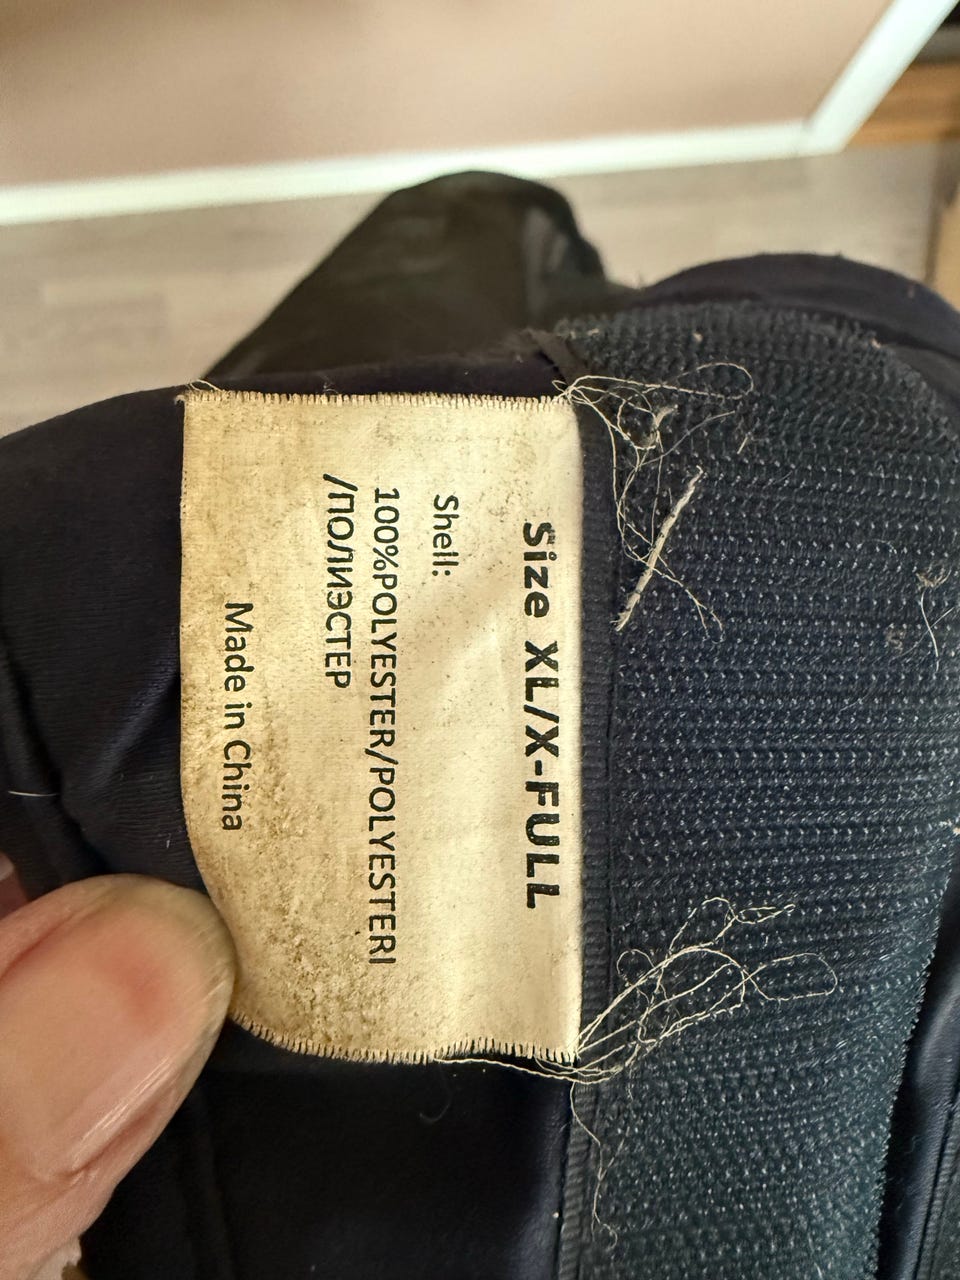 Size XL/X-FULL
Shell:
100%POLYESTER/POLYESTERI
/ПОЛИЭСТЕР
Made in China